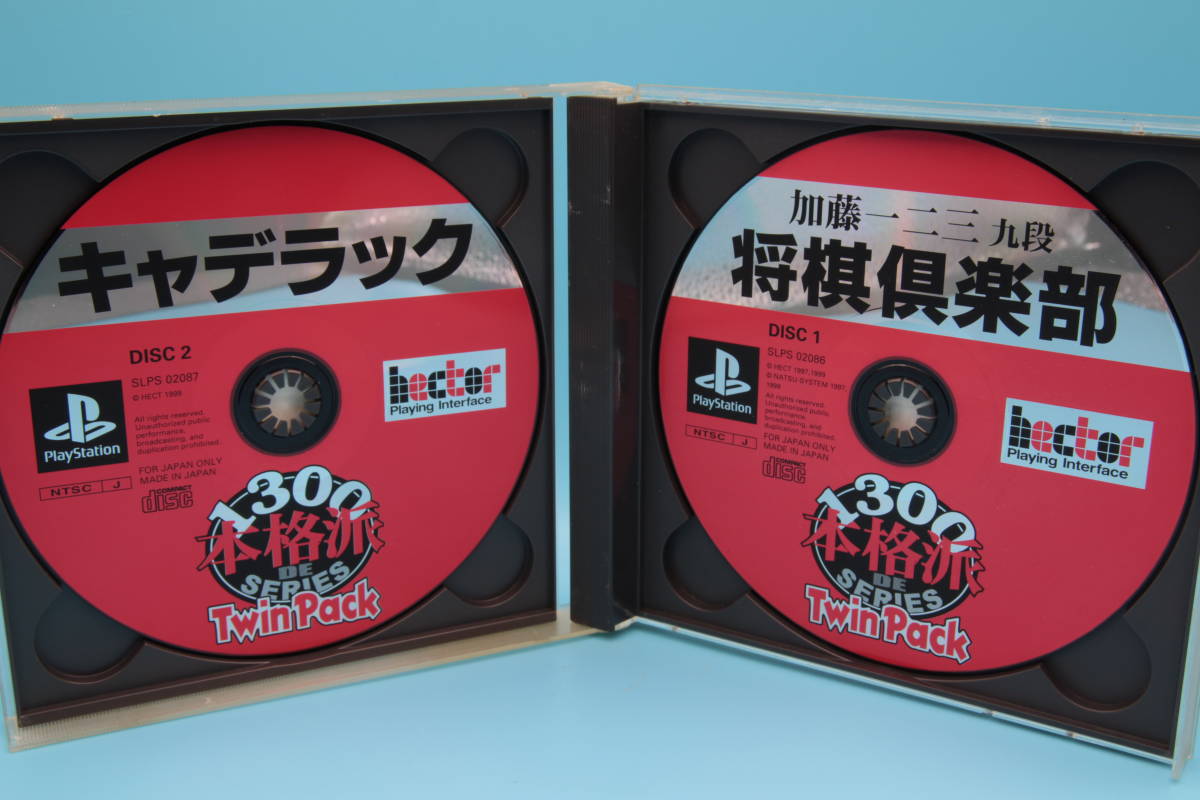 キャデラック
DISC 2
SLPS 02087
© HECT 1999
PlayStation
All rights reserved.
Unauthorized public
performance,
broadcasting, and
duplication prohibited.
FOR JAPAN ONLY
MADE IN JAPAN
NTSC J
COMPACT
disc
hector
Playing Interface
1300
本格派
DE
SERIES
Twin Pack
加藤一二三 九段
将棋倶楽部
DISC 1
SLPS 02086
© HECT 1997,1999
© NATSU-SYSTEM 1997,
1999
PlayStation
All rights reserved.
Unauthorized public
performance,
broadcasting, and
duplication prohibited.
FOR JAPAN ONLY
MADE IN JAPAN
NTSC J
COMPACT
disc
hector
Playing Interface
1300
本格派
DE
SERIES
Twin Pack